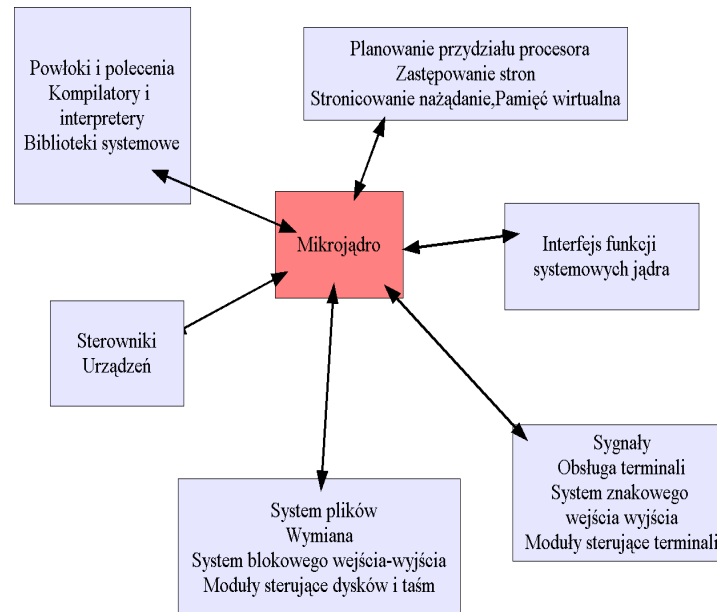 Powłoki i polecenia
Kompilatory i
interpretery
Biblioteki systemowe
Planowanie przydziału procesora
Zastępowanie stron
Stronicowanie nażądanie,Pamięć wirtualna
Mikrojądro
Interfejs funkcji
systemowych jądra
Sterowniki
Urządzeń
System plików
Wymiana
System blokowego wejścia-wyjścia
Moduły sterujące dysków i taśm
Sygnały
Obsługa terminali
System znakowego
wejścia wyjścia
Moduły sterujące terminali